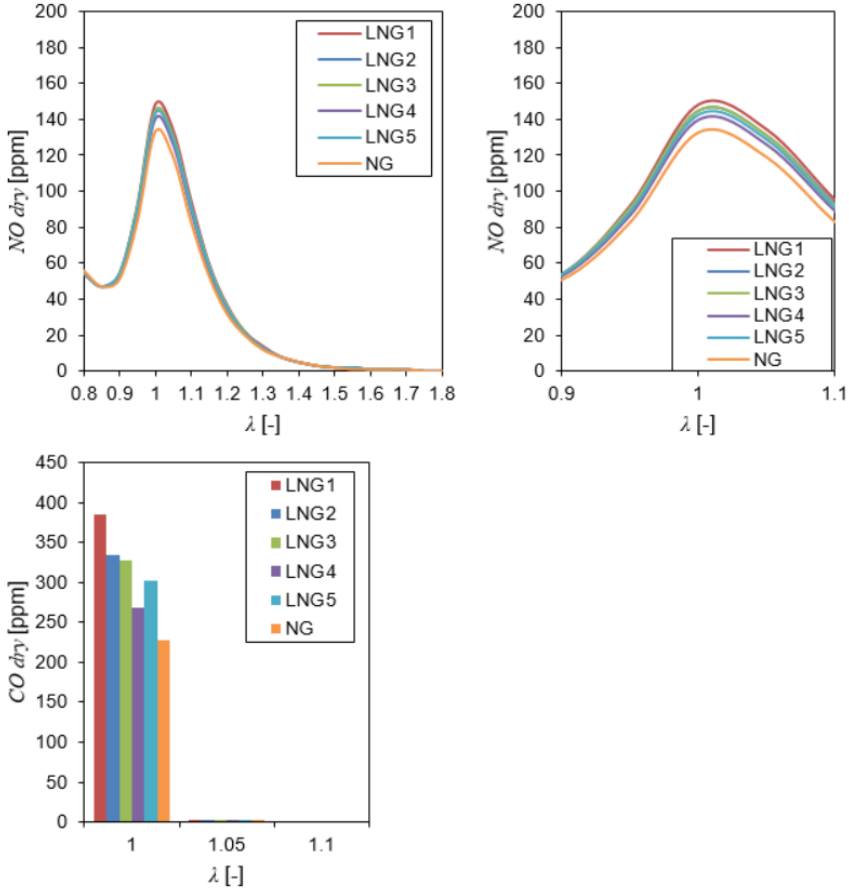 NO dry [ppm]
200
180
160
140
120
100
80
60
40
20
0
LNG1
LNG2
LNG3
LNG4
LNG5
NG
0.8 0.9 1 1.1 1.2 1.3 1.4 1.5 1.6 1.7 1.8
λ [-]
NO dry [ppm]
200
180
160
140
120
100
80
60
40
20
0
LNG1
LNG2
LNG3
LNG4
LNG5
NG
0.9 1 1.1
λ [-]
CO dry [ppm]
450
400
350
300
250
200
150
100
50
0
LNG1
LNG2
LNG3
LNG4
LNG5
NG
1 1.05 1.1
λ [-]